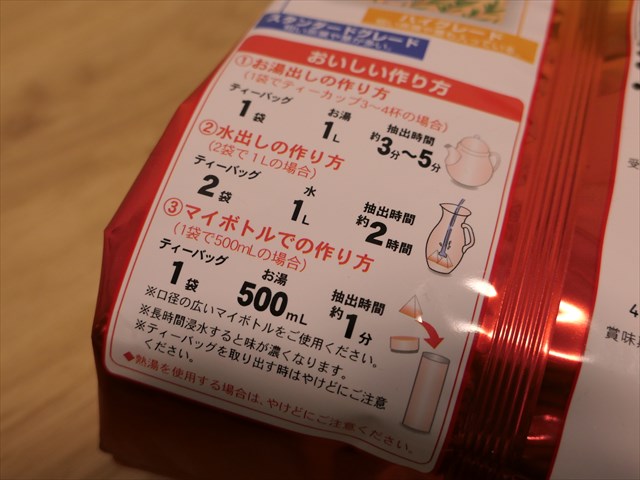 ハイグレード
スタンダードグレード
おいしい作り方
①お湯出しの作り方
(1袋でティーカップ3〜4杯の場合)
ティーバッグ お湯 抽出時間
1袋 1L 約3分〜5分
②水出しの作り方
(2袋で1Lの場合)
ティーバッグ 水 抽出時間
2袋 1L 約2時間
③マイボトルでの作り方
(1袋で500mLの場合)
ティーバッグ お湯 抽出時間
1袋 500mL 約1分
※口径の広いマイボトルをご使用ください。
※長時間浸水すると味が濃くなります。
※ティーバッグを取り出す時はやけどにご注意
ください。
◆熱湯を使用する場合は、やけどにご注意ください。
受
4
賞味